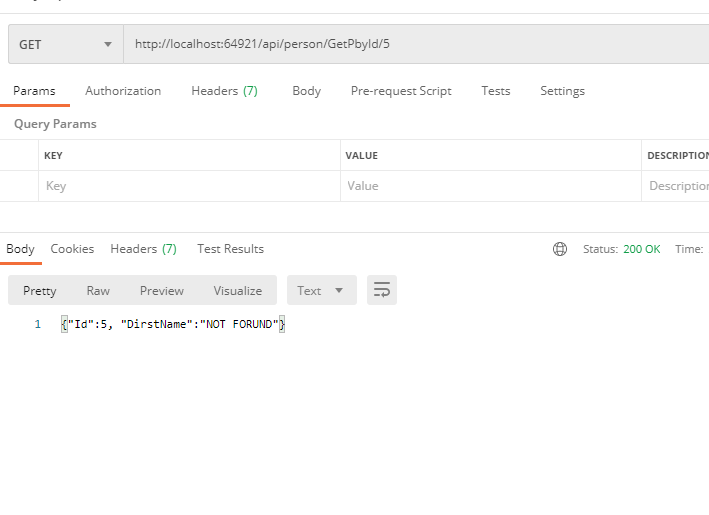 GET http://localhost:64921/api/person/GetPbyId/5
Params Authorization Headers (7) Body Pre-request Script Tests Settings
Query Params
KEY VALUE DESCRIPTION
Key Value Description
Body Cookies Headers (7) Test Results Status: 200 OK Time:
Pretty Raw Preview Visualize Text
1 {"Id":5, "DirstName":"NOT FORUND"}